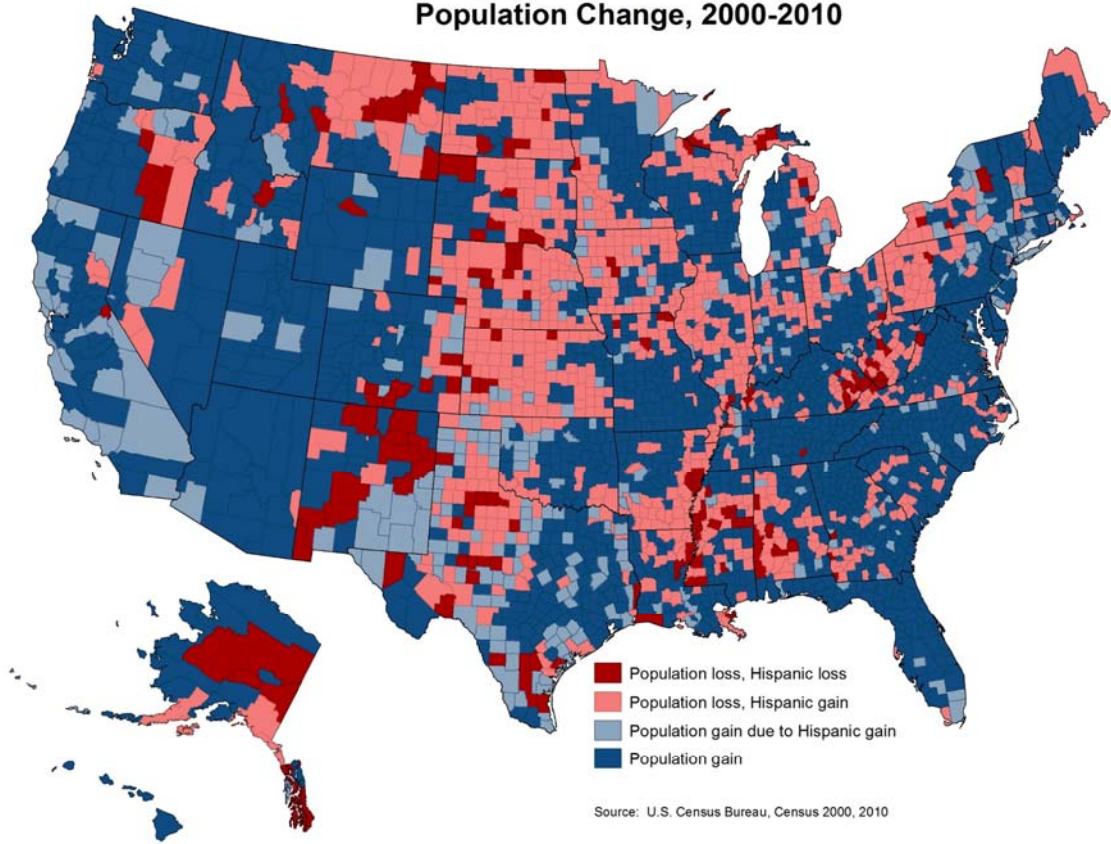 Population Change, 2000-2010
Population loss, Hispanic loss
Population loss, Hispanic gain
Population gain due to Hispanic gain
Population gain
Source: U.S. Census Bureau, Census 2000, 2010